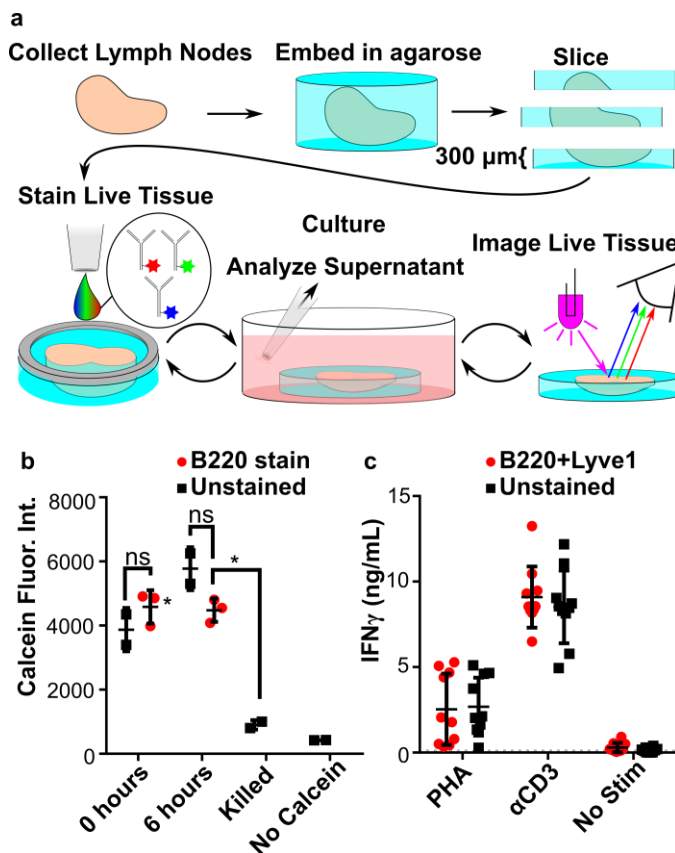 a
Collect Lymph Nodes
Embed in agarose
Slice
300 µm{
Stain Live Tissue
Culture
Analyze Supernatant
Image Live Tissue
b
B220 stain
Unstained
Calcein Fluor. Int.
8000
6000
4000
2000
0
ns
*
ns
*
0 hours
6 hours
Killed
No Calcein
c
B220+Lyve1
Unstained
IFNγ (ng/mL)
15
10
5
0
PHA
αCD3
No Stim